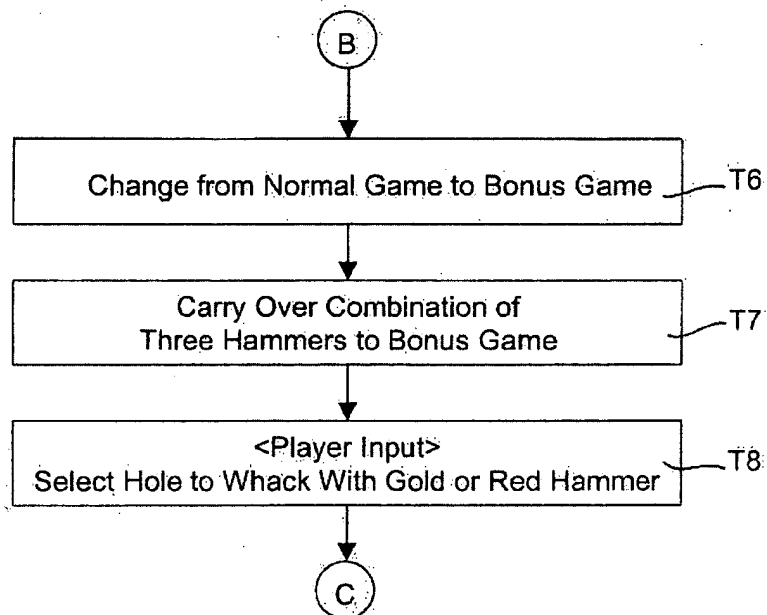 B
Change from Normal Game to Bonus Game
T6
Carry Over Combination of
Three Hammers to Bonus Game
T7
<Player Input>
Select Hole to Whack With Gold or Red Hammer
T8
C